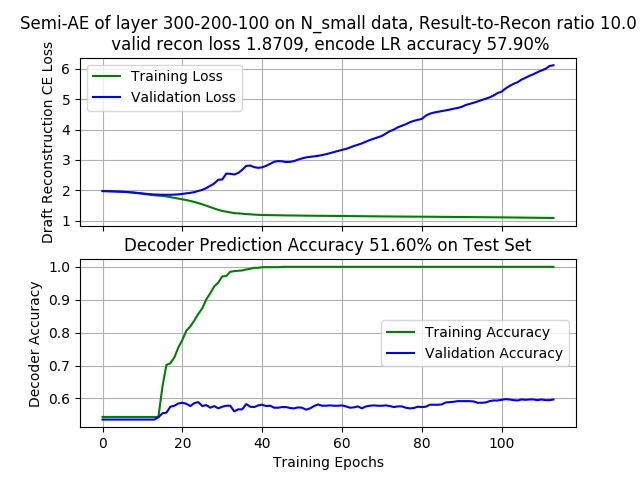 Semi-AE of layer 300-200-100 on N_small data, Result-to-Recon ratio 10.0
valid recon loss 1.8709, encode LR accuracy 57.90%
Draft Reconstruction CE Loss
6
5
4
3
2
1
Training Loss
Validation Loss
Decoder Prediction Accuracy 51.60% on Test Set
Decoder Accuracy
1.0
0.9
0.8
0.7
0.6
Training Accuracy
Validation Accuracy
0 20 40 60 80 100
Training Epochs